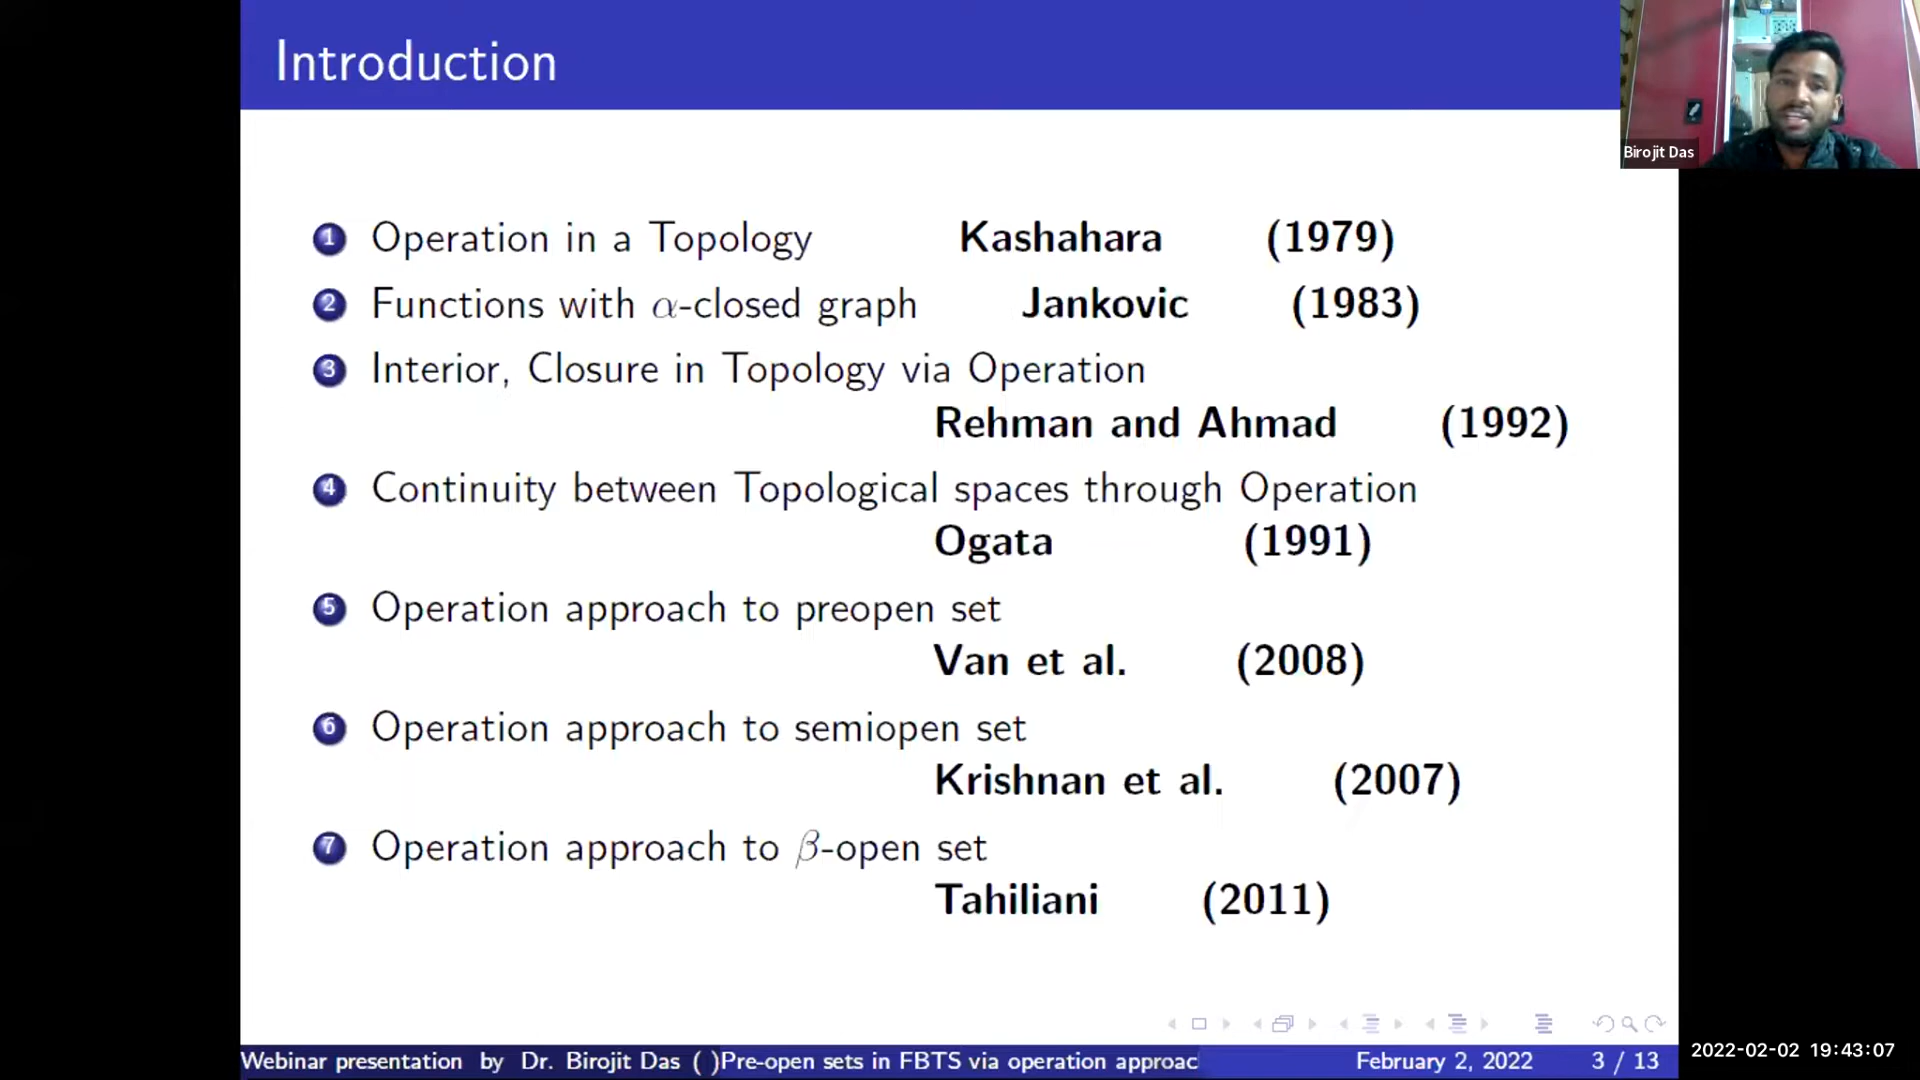 Introduction
Birojit Das
1 Operation in a Topology Kashahara (1979)
2 Functions with α-closed graph Jankovic (1983)
3 Interior, Closure in Topology via Operation
Rehman and Ahmad (1992)
4 Continuity between Topological spaces through Operation
Ogata (1991)
5 Operation approach to preopen set
Van et al. (2008)
6 Operation approach to semiopen set
Krishnan et al. (2007)
7 Operation approach to β-open set
Tahiliani (2011)
Webinar presentation by Dr. Birojit Das ( )Pre-open sets in FBTS via operation approac February 2, 2022 3 / 13
2022-02-02 19:43:07